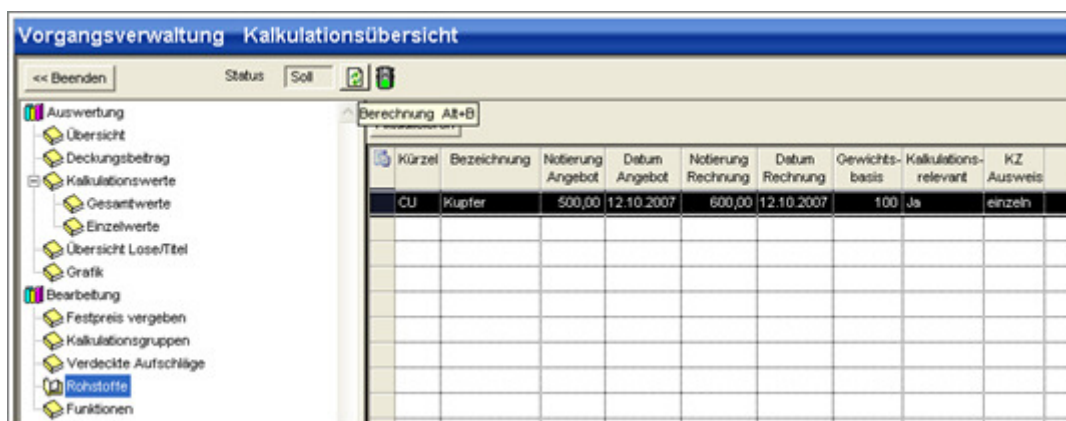 Vorgangsverwaltung Kalkulationsübersicht
<< Beenden Status Soll
Berechnung Alt+B
Auswertung
Übersicht
Deckungsbeitrag
Kalkulationswerte
Gesamtwerte
Einzelwerte
Übersicht Lose/Titel
Grafik
Bearbeitung
Festpreis vergeben
Kalkulationsgruppen
Verdeckte Aufschläge
Rohstoffe
Funktionen
Kürzel Bezeichnung Notierung Datum Notierung Datum Gewichts- Kalkulations- KZ
Angebot Angebot Rechnung Rechnung basis relevant Ausweis
CU Kupfer 500,00 12.10.2007 600,00 12.10.2007 100 Ja einzeln